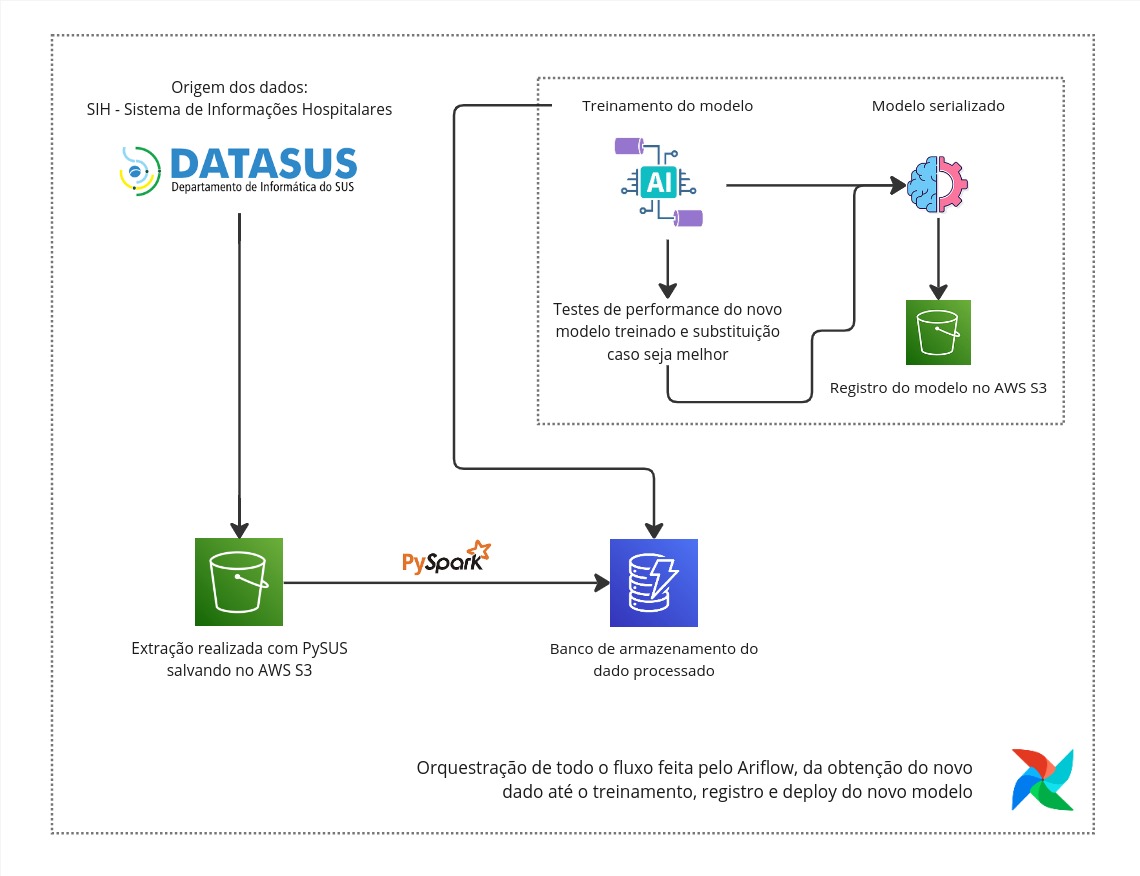 Origem dos dados:
SIH - Sistema de Informações Hospitalares
DATASUS
Departamento de Informática do SUS
Treinamento do modelo
Modelo serializado
AI
Testes de performance do novo
modelo treinado e substituição
caso seja melhor
Registro do modelo no AWS S3
PySpark
Extração realizada com PySUS
salvando no AWS S3
Banco de armazenamento do
dado processado
Orquestração de todo o fluxo feita pelo Ariflow, da obtenção do novo
dado até o treinamento, registro e deploy do novo modelo